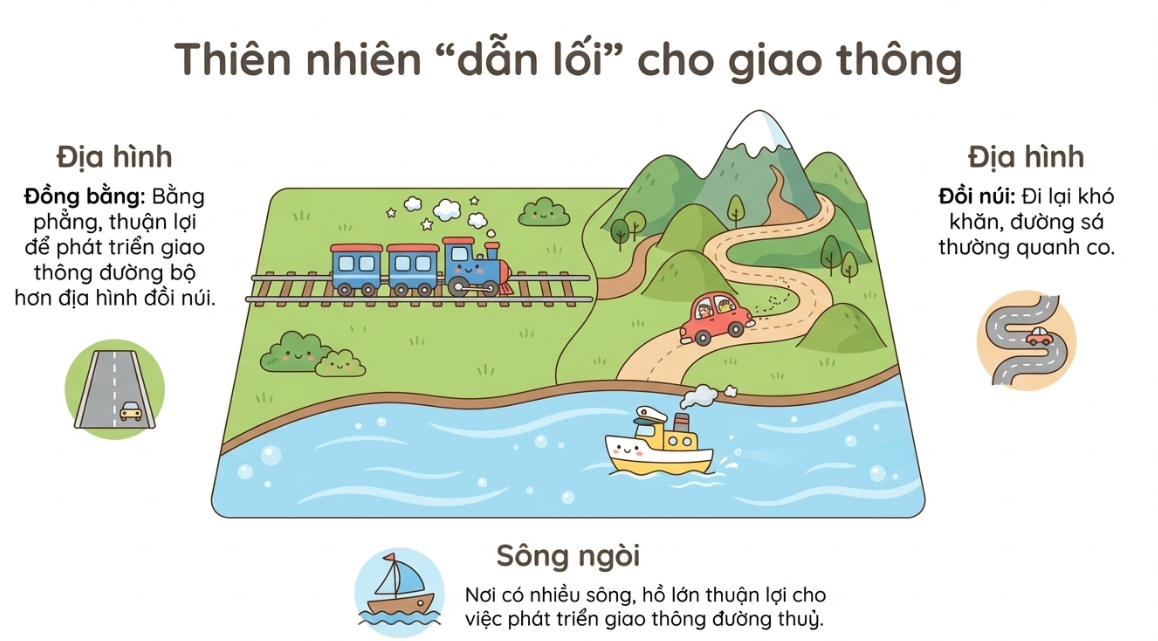 Thiên nhiên “dẫn lối” cho giao thông
Địa hình
Đồng bằng: Bằng
phẳng, thuận lợi
để phát triển giao
thông đường bộ
hơn địa hình đồi núi.
Địa hình
Đồi núi: Đi lại khó
khăn, đường sá
thường quanh co.
Sông ngòi
Nơi có nhiều sông, hồ lớn thuận lợi cho
việc phát triển giao thông đường thuỷ.